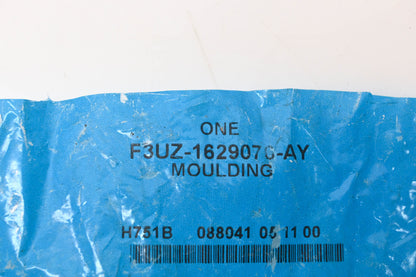 ONE
F3UZ-1629076-AY
MOULDING
H751B 088041 05 11 00